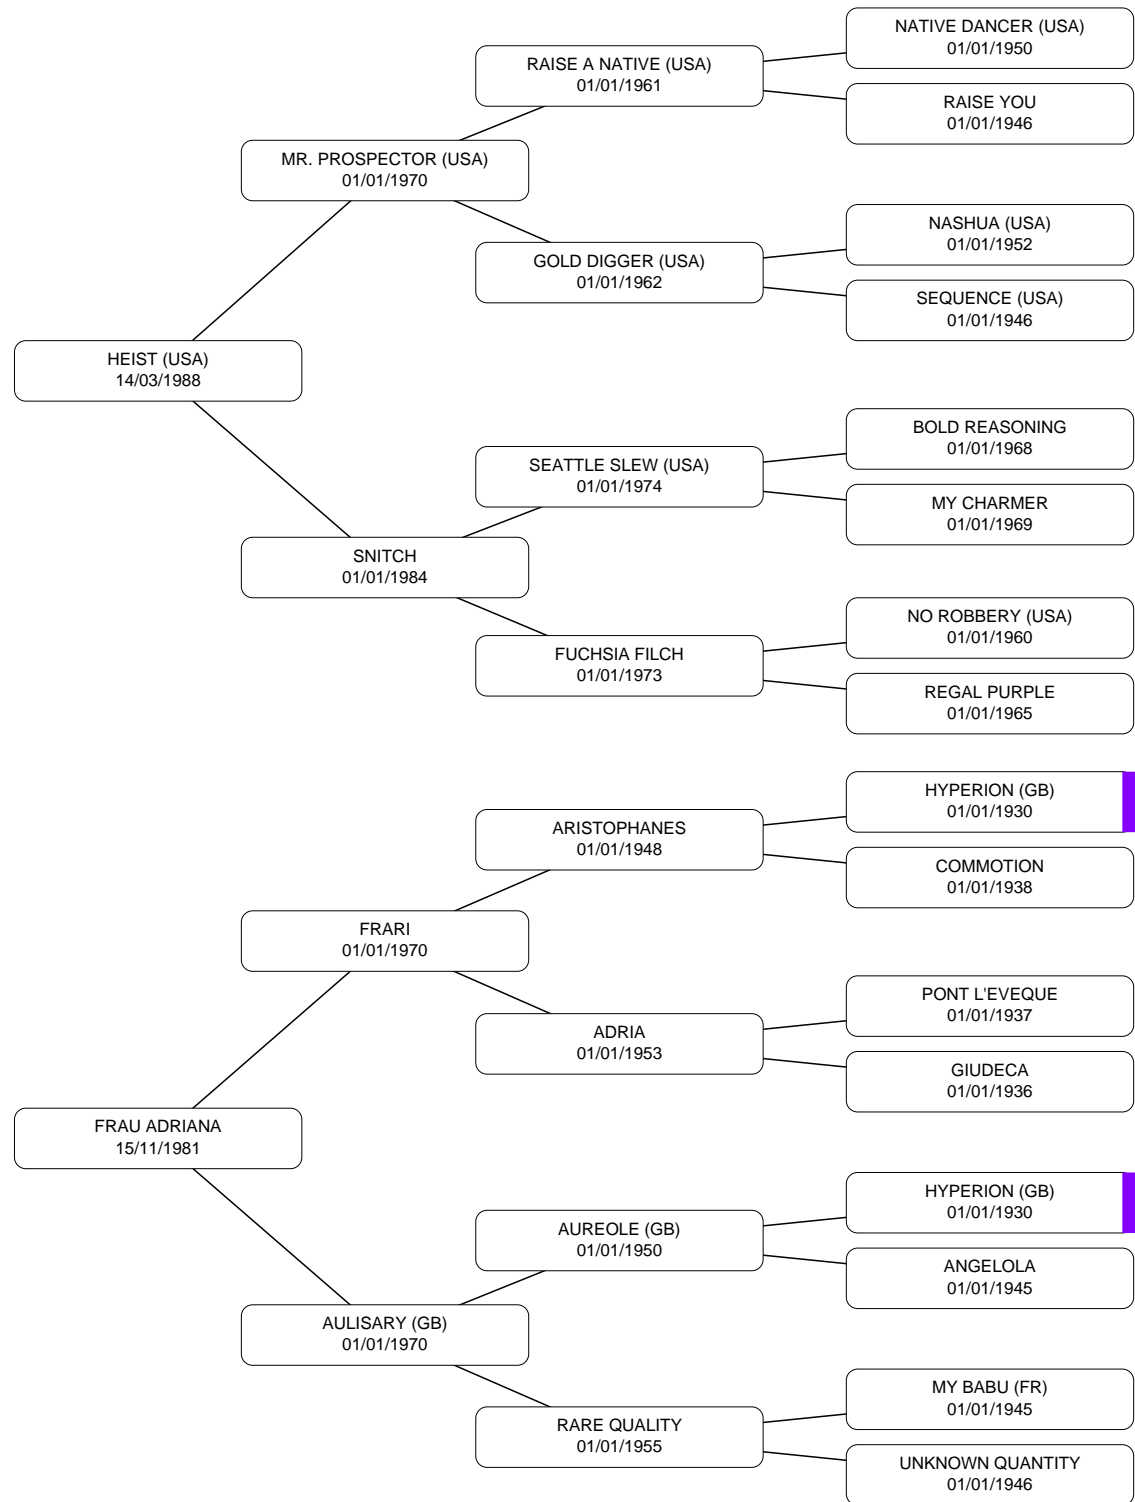 NATIVE DANCER (USA)
01/01/1950
RAISE A NATIVE (USA)
01/01/1961
RAISE YOU
01/01/1946
MR. PROSPECTOR (USA)
01/01/1970
NASHUA (USA)
01/01/1952
GOLD DIGGER (USA)
01/01/1962
SEQUENCE (USA)
01/01/1946
HEIST (USA)
14/03/1988
BOLD REASONING
01/01/1968
SEATTLE SLEW (USA)
01/01/1974
MY CHARMER
01/01/1969
SNITCH
01/01/1984
NO ROBBERY (USA)
01/01/1960
FUCHSIA FILCH
01/01/1973
REGAL PURPLE
01/01/1965
HYPERION (GB)
01/01/1930
ARISTOPHANES
01/01/1948
COMMOTION
01/01/1938
FRARI
01/01/1970
PONT L'EVEQUE
01/01/1937
ADRIA
01/01/1953
GIUDECA
01/01/1936
FRAU ADRIANA
15/11/1981
HYPERION (GB)
01/01/1930
AUREOLE (GB)
01/01/1950
ANGELOLA
01/01/1945
AULISARY (GB)
01/01/1970
MY BABU (FR)
01/01/1945
RARE QUALITY
01/01/1955
UNKNOWN QUANTITY
01/01/1946